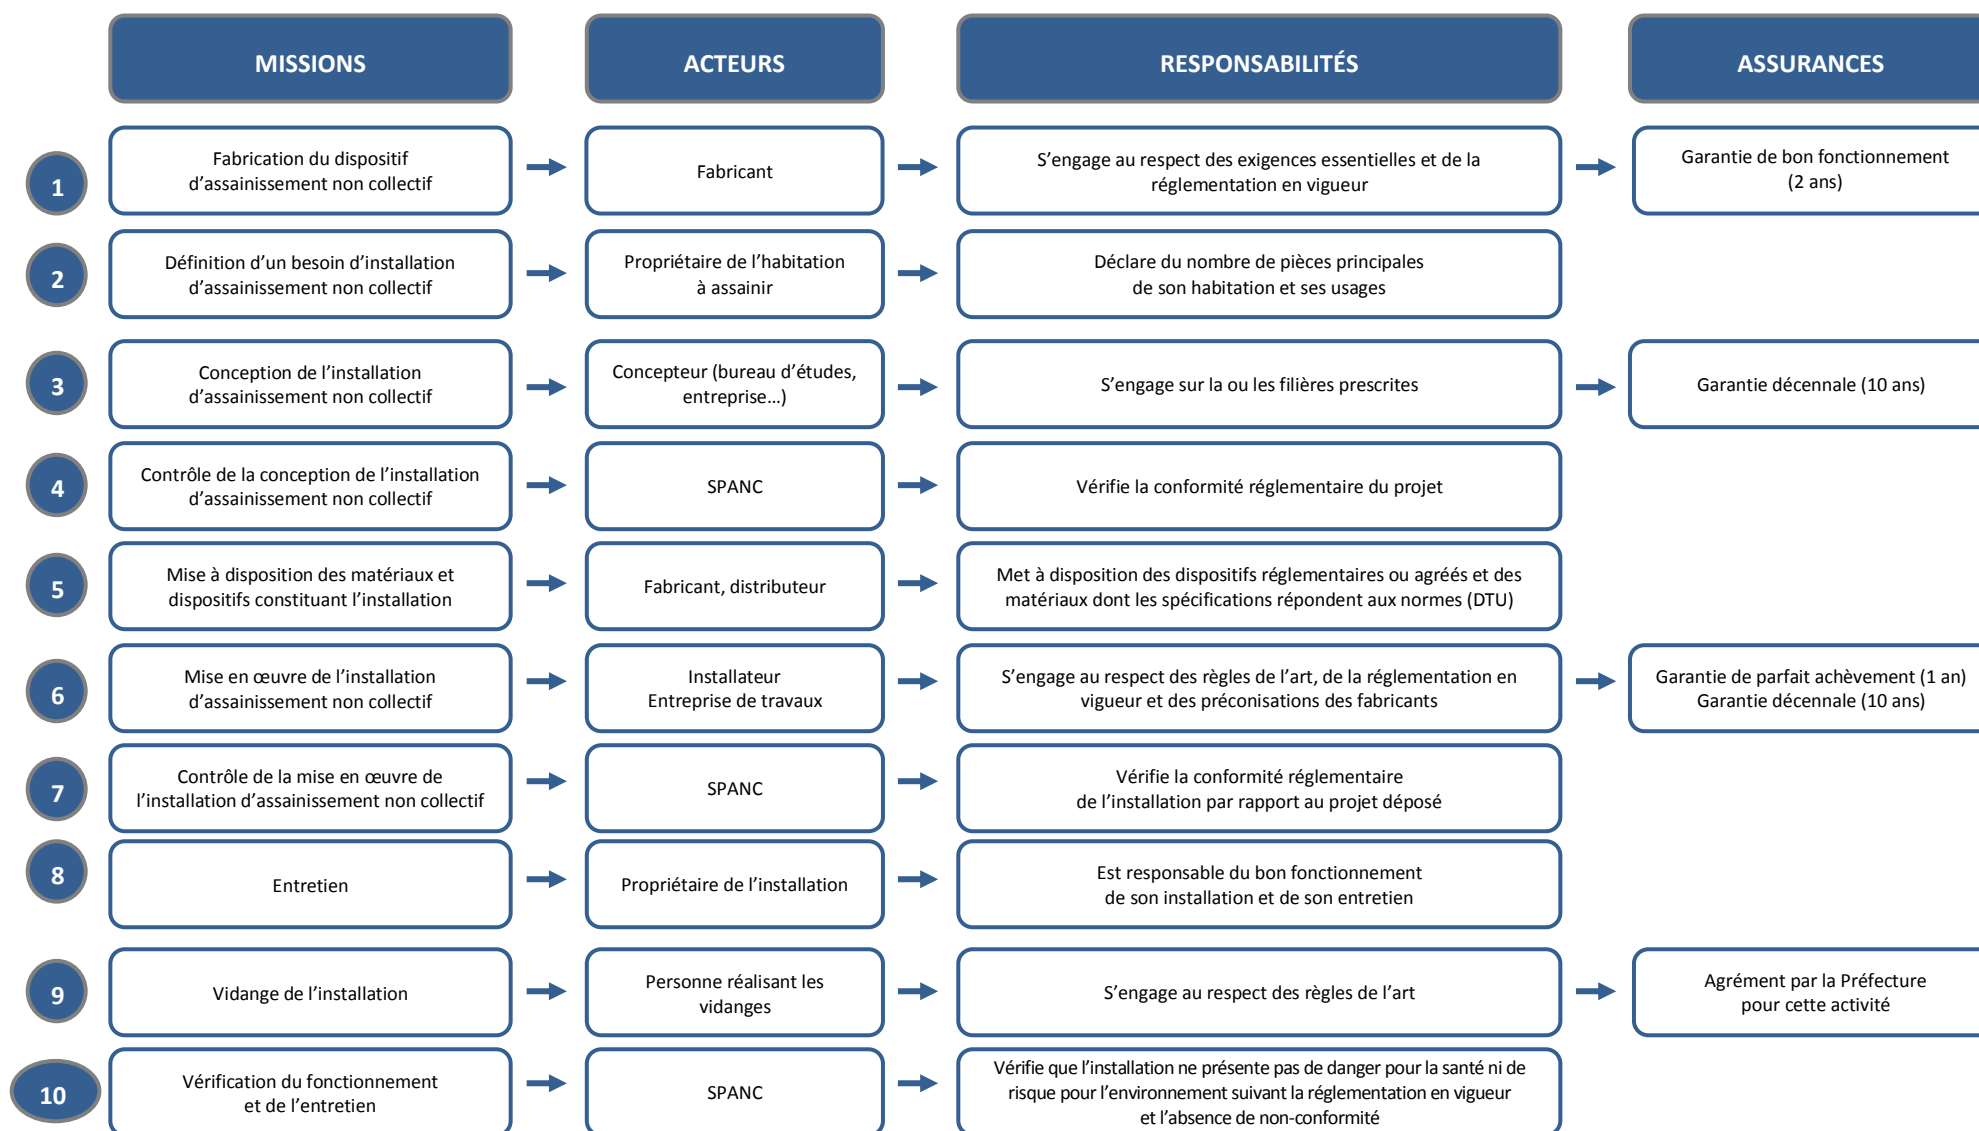 MISSIONS
ACTEURS
RESPONSABILITÉS
ASSURANCES
1
Fabrication du dispositif
d’assainissement non collectif
Fabricant
S’engage au respect des exigences essentielles et de la
réglementation en vigueur
Garantie de bon fonctionnement
(2 ans)
2
Définition d’un besoin d’installation
d’assainissement non collectif
Propriétaire de l’habitation
à assainir
Déclare du nombre de pièces principales
de son habitation et ses usages
3
Conception de l’installation
d’assainissement non collectif
Concepteur (bureau d’études,
entreprise…)
S’engage sur la ou les filières prescrites
Garantie décennale (10 ans)
4
Contrôle de la conception de l’installation
d’assainissement non collectif
SPANC
Vérifie la conformité réglementaire du projet
5
Mise à disposition des matériaux et
dispositifs constituant l’installation
Fabricant, distributeur
Met à disposition des dispositifs réglementaires ou agréés et des
matériaux dont les spécifications répondent aux normes (DTU)
6
Mise en œuvre de l’installation
d’assainissement non collectif
Installateur
Entreprise de travaux
S’engage au respect des règles de l’art, de la réglementation en
vigueur et des préconisations des fabricants
Garantie de parfait achèvement (1 an)
Garantie décennale (10 ans)
7
Contrôle de la mise en œuvre de
l’installation d’assainissement non collectif
SPANC
Vérifie la conformité réglementaire
de l’installation par rapport au projet déposé
8
Entretien
Propriétaire de l’installation
Est responsable du bon fonctionnement
de son installation et de son entretien
9
Vidange de l’installation
Personne réalisant les
vidanges
S’engage au respect des règles de l’art
Agrément par la Préfecture
pour cette activité
10
Vérification du fonctionnement
et de l’entretien
SPANC
Vérifie que l’installation ne présente pas de danger pour la santé ni de
risque pour l’environnement suivant la réglementation en vigueur
et l’absence de non-conformité